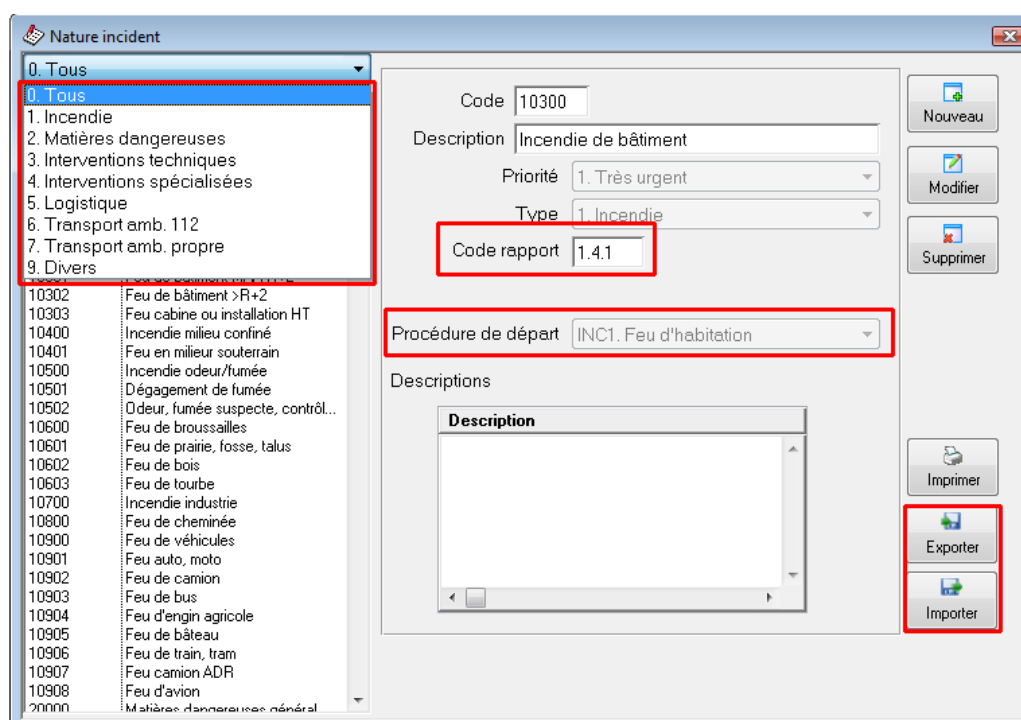 Nature incident
0. Tous
0. Tous
1. Incendie
2. Matières dangereuses
3. Interventions techniques
4. Interventions spécialisées
5. Logistique
6. Transport amb. 112
7. Transport amb. propre
9. Divers
10302 Feu de bâtiment >R+2
10303 Feu cabine ou installation HT
10400 Incendie milieu confiné
10401 Feu en milieur souterrain
10500 Incendie odeur/fumée
10501 Dégagement de fumée
10502 Odeur, fumée suspecte, contrôl...
10600 Feu de broussailles
10601 Feu de prairie, fosse, talus
10602 Feu de bois
10603 Feu de tourbe
10700 Incendie industrie
10800 Feu de cheminée
10900 Feu de véhicules
10901 Feu auto, moto
10902 Feu de camion
10903 Feu de bus
10904 Feu d'engin agricole
10905 Feu de bâteau
10906 Feu de train, tram
10907 Feu camion ADR
10908 Feu d'avion
20000 Matières dangereuses général
Code 10300
Description Incendie de bâtiment
Priorité 1. Très urgent
Type 1. Incendie
Code rapport 1.4.1
Procédure de départ INC1. Feu d'habitation
Descriptions
Description
Nouveau
Modifier
Supprimer
Imprimer
Exporter
Importer